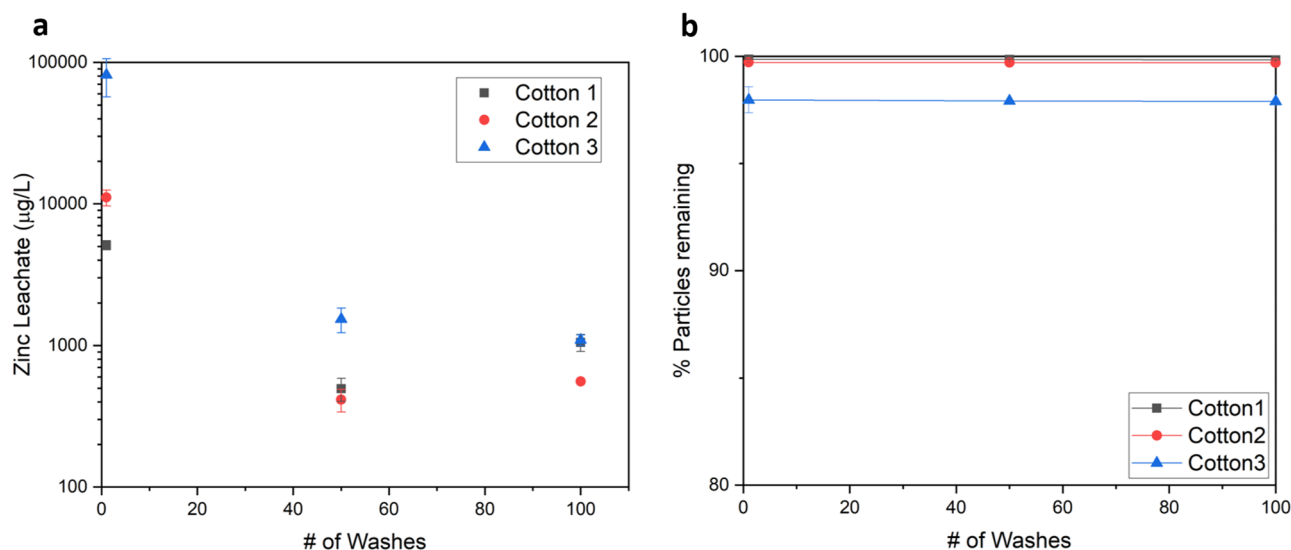 a
100000
10000
1000
100
Zinc Leachate (μg/L)
0
20
40
60
80
100
# of Washes
Cotton 1
Cotton 2
Cotton 3
b
100
90
80
% Particles remaining
0
20
40
60
80
100
# of Washes
Cotton1
Cotton2
Cotton3